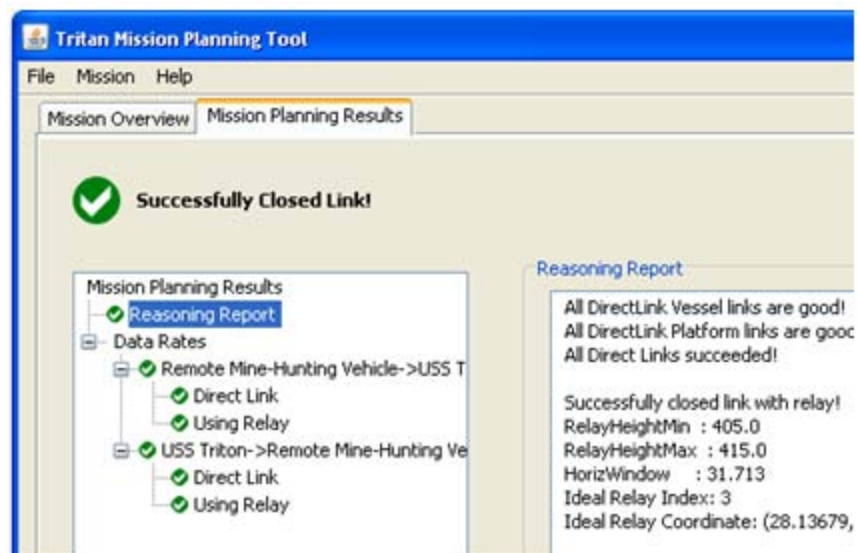 Tritan Mission Planning Tool
File Mission Help
Mission Overview Mission Planning Results
Successfully Closed Link!
Mission Planning Results
Reasoning Report
Data Rates
Remote Mine-Hunting Vehicle->USS T
Direct Link
Using Relay
USS Triton->Remote Mine-Hunting Ve
Direct Link
Using Relay
Reasoning Report
All DirectLink Vessel links are good!
All DirectLink Platform links are good
All Direct Links succeeded!
Successfully closed link with relay!
RelayHeightMin : 405.0
RelayHeightMax : 415.0
HorizWindow : 31.713
Ideal Relay Index: 3
Ideal Relay Coordinate: (28.13679,